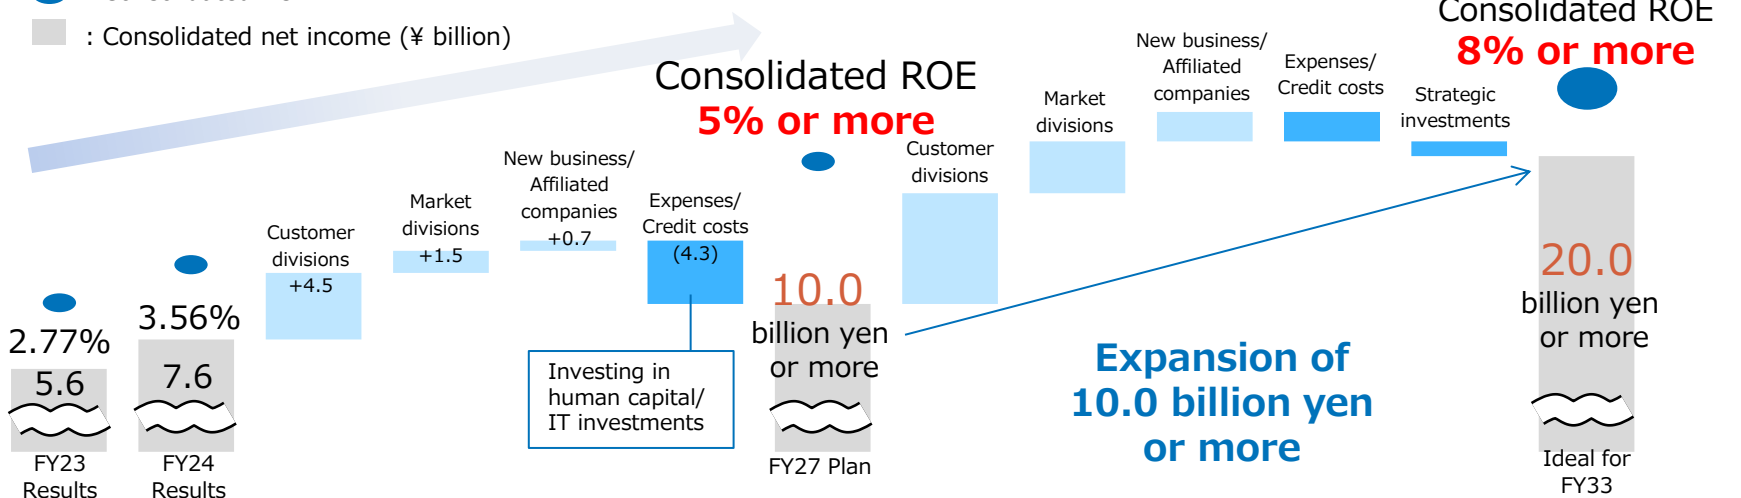 : Consolidated net income (¥ billion)
Consolidated ROE
5% or more
Consolidated ROE
8% or more
2.77%
5.6
FY23
Results
3.56%
7.6
FY24
Results
Customer
divisions
+4.5
Market
divisions
+1.5
New business/
Affiliated
companies
+0.7
Expenses/
Credit costs
(4.3)
Investing in
human capital/
IT investments
10.0
billion yen
or more
FY27 Plan
Customer
divisions
Market
divisions
New business/
Affiliated
companies
Expenses/
Credit costs
Strategic
investments
Expansion of
10.0 billion yen
or more
20.0
billion yen
or more
Ideal for
FY33